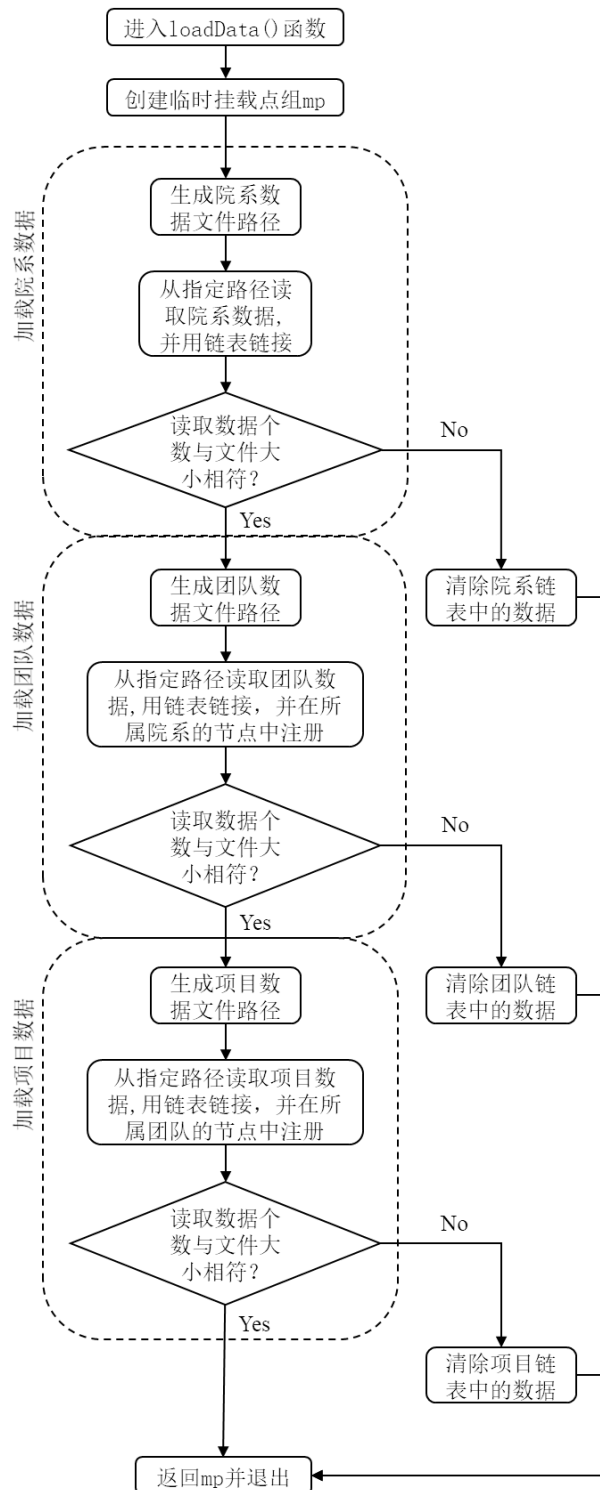 进入loadData()函数
创建临时挂载点组mp
加载院系数据
生成院系数
据文件路径
从指定路径读
取院系数据,
并用链表链接
读取数据个
数与文件大
小相符?
No
Yes
清除院系链
表中的数据
加载团队数据
生成团队数
据文件路径
从指定路径读取团队数
据,用链表链接，并在所
属院系的节点中注册
读取数据个
数与文件大
小相符?
No
Yes
清除团队链
表中的数据
加载项目数据
生成项目数
据文件路径
从指定路径读取项目数
据,用链表链接，并在所
属团队的节点中注册
读取数据个
数与文件大
小相符?
No
Yes
清除项目链
表中的数据
返回mp并退出